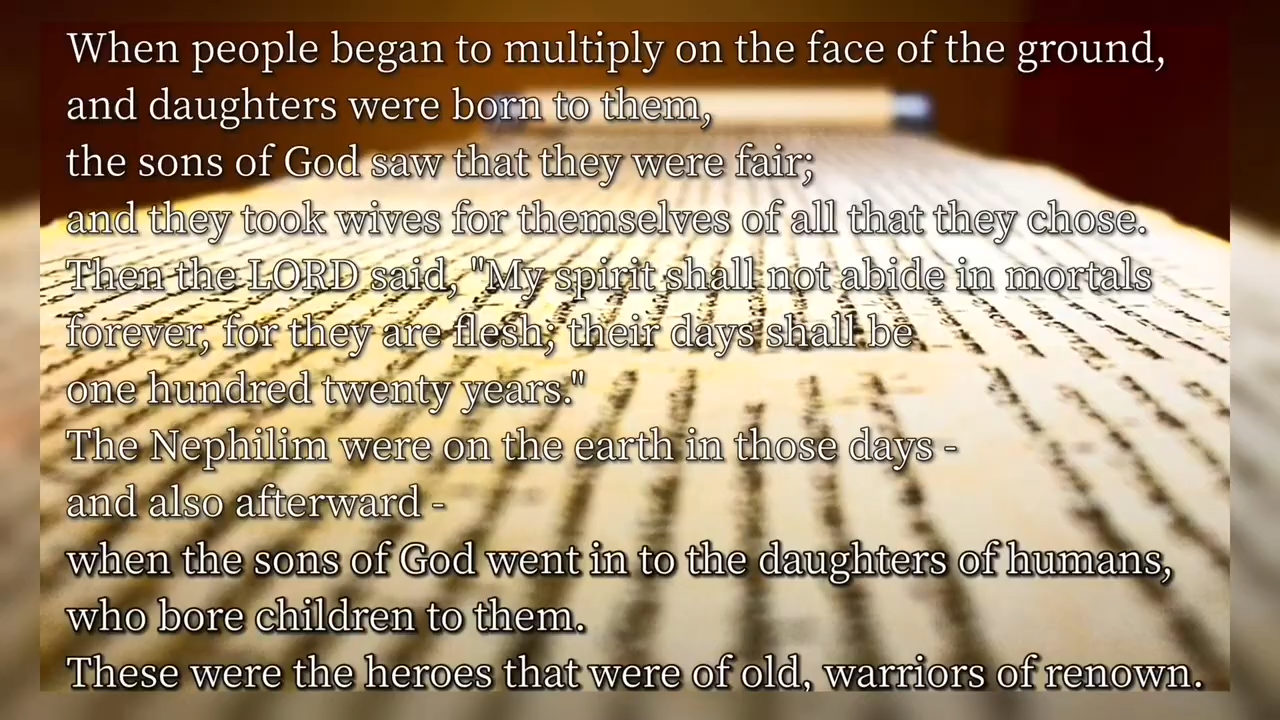 When people began to multiply on the face of the ground,
and daughters were born to them,
the sons of God saw that they were fair;
and they took wives for themselves of all that they chose.
Then the LORD said, "My spirit shall not abide in mortals
forever, for they are flesh; their days shall be
one hundred twenty years."
The Nephilim were on the earth in those days -
and also afterward -
when the sons of God went in to the daughters of humans,
who bore children to them.
These were the heroes that were of old, warriors of renown.